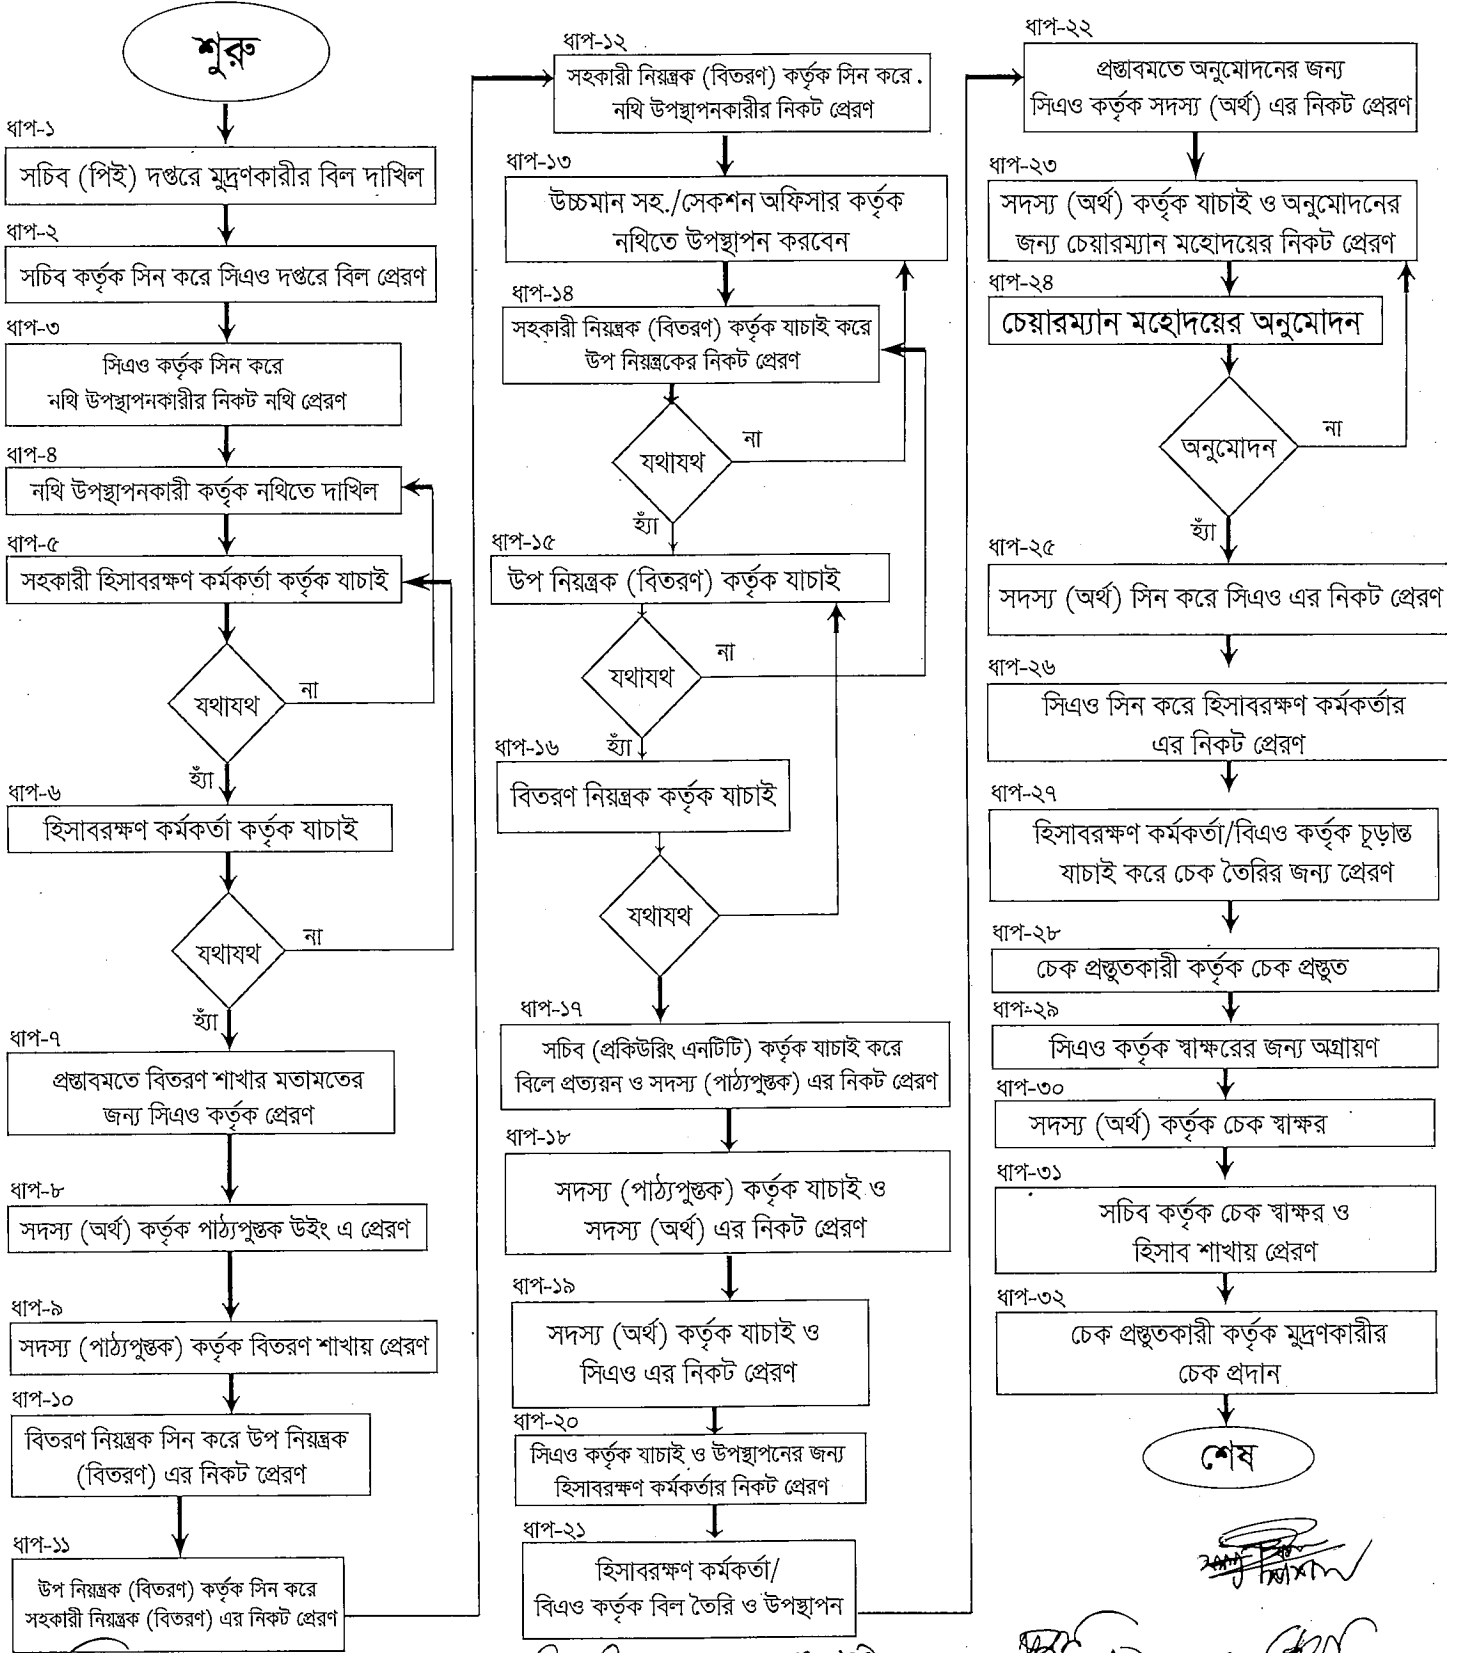 শুরু
ধাপ-১
সচিব (পিই) দপ্তরে মুদ্রণকারীর বিল দাখিল
ধাপ-২
সচিব কর্তৃক সিন করে সিএও দপ্তরে বিল প্রেরণ
ধাপ-৩
সিএও কর্তৃক সিন করে
নথি উপস্থাপনকারীর নিকট নথি প্রেরণ
ধাপ-৪
নথি উপস্থাপনকারী কর্তৃক নথিতে দাখিল
ধাপ-৫
সহকারী হিসাবরক্ষণ কর্মকর্তা কর্তৃক যাচাই
যথাযথ
না
হ্যাঁ
ধাপ-৬
হিসাবরক্ষণ কর্মকর্তা কর্তৃক যাচাই
যথাযথ
না
হ্যাঁ
ধাপ-৭
প্রস্তাবমতে বিতরণ শাখার মতামতের
জন্য সিএও কর্তৃক প্রেরণ
ধাপ-৮
সদস্য (অর্থ) কর্তৃক পাঠ্যপুস্তক উইং এ প্রেরণ
ধাপ-৯
সদস্য (পাঠ্যপুস্তক) কর্তৃক বিতরণ শাখায় প্রেরণ
ধাপ-১০
বিতরণ নিয়ন্ত্রক সিন করে উপ নিয়ন্ত্রক
(বিতরণ) এর নিকট প্রেরণ
ধাপ-১১
উপ নিয়ন্ত্রক (বিতরণ) কর্তৃক সিন করে
সহকারী নিয়ন্ত্রক (বিতরণ) এর নিকট প্রেরণ
ধাপ-১২
সহকারী নিয়ন্ত্রক (বিতরণ) কর্তৃক সিন করে
নথি উপস্থাপনকারীর নিকট প্রেরণ
ধাপ-১৩
উচ্চমান সহ./সেকশন অফিসার কর্তৃক
নথিতে উপস্থাপন করবেন
ধাপ-১৪
সহকারী নিয়ন্ত্রক (বিতরণ) কর্তৃক যাচাই করে
উপ নিয়ন্ত্রকের নিকট প্রেরণ
যথাযথ
না
হ্যাঁ
ধাপ-১৫
উপ নিয়ন্ত্রক (বিতরণ) কর্তৃক যাচাই
যথাযথ
না
হ্যাঁ
ধাপ-১৬
বিতরণ নিয়ন্ত্রক কর্তৃক যাচাই
যথাযথ
ধাপ-১৭
সচিব (প্রকিউরিং এনটিটি) কর্তৃক যাচাই করে
বিলে প্রত্যয়ন ও সদস্য (পাঠ্যপুস্তক) এর নিকট প্রেরণ
ধাপ-১৮
সদস্য (পাঠ্যপুস্তক) কর্তৃক যাচাই ও
সদস্য (অর্থ) এর নিকট প্রেরণ
ধাপ-১৯
সদস্য (অর্থ) কর্তৃক যাচাই ও
সিএও এর নিকট প্রেরণ
ধাপ-২০
সিএও কর্তৃক যাচাই ও উপস্থাপনের জন্য
হিসাবরক্ষণ কর্মকর্তার নিকট প্রেরণ
ধাপ-২১
হিসাবরক্ষণ কর্মকর্তা/
বিএও কর্তৃক বিল তৈরি ও উপস্থাপন
ধাপ-২২
প্রস্তাবমতে অনুমোদনের জন্য
সিএও কর্তৃক সদস্য (অর্থ) এর নিকট প্রেরণ
ধাপ-২৩
সদস্য (অর্থ) কর্তৃক যাচাই ও অনুমোদনের
জন্য চেয়ারম্যান মহোদয়ের নিকট প্রেরণ
ধাপ-২৪
চেয়ারম্যান মহোদয়ের অনুমোদন
অনুমোদন
না
হ্যাঁ
ধাপ-২৫
সদস্য (অর্থ) সিন করে সিএও এর নিকট প্রেরণ
ধাপ-২৬
সিএও সিন করে হিসাবরক্ষণ কর্মকর্তার
এর নিকট প্রেরণ
ধাপ-২৭
হিসাবরক্ষণ কর্মকর্তা/বিএও কর্তৃক চূড়ান্ত
যাচাই করে চেক তৈরির জন্য প্রেরণ
ধাপ-২৮
চেক প্রস্তুতকারী কর্তৃক চেক প্রস্তুত
ধাপ-২৯
সিএও কর্তৃক স্বাক্ষরের জন্য অগ্রায়ণ
ধাপ-৩০
সদস্য (অর্থ) কর্তৃক চেক স্বাক্ষর
ধাপ-৩১
সচিব কর্তৃক চেক স্বাক্ষর ও
হিসাব শাখায় প্রেরণ
ধাপ-৩২
চেক প্রস্তুতকারী কর্তৃক মুদ্রণকারীর
চেক প্রদান
শেষ